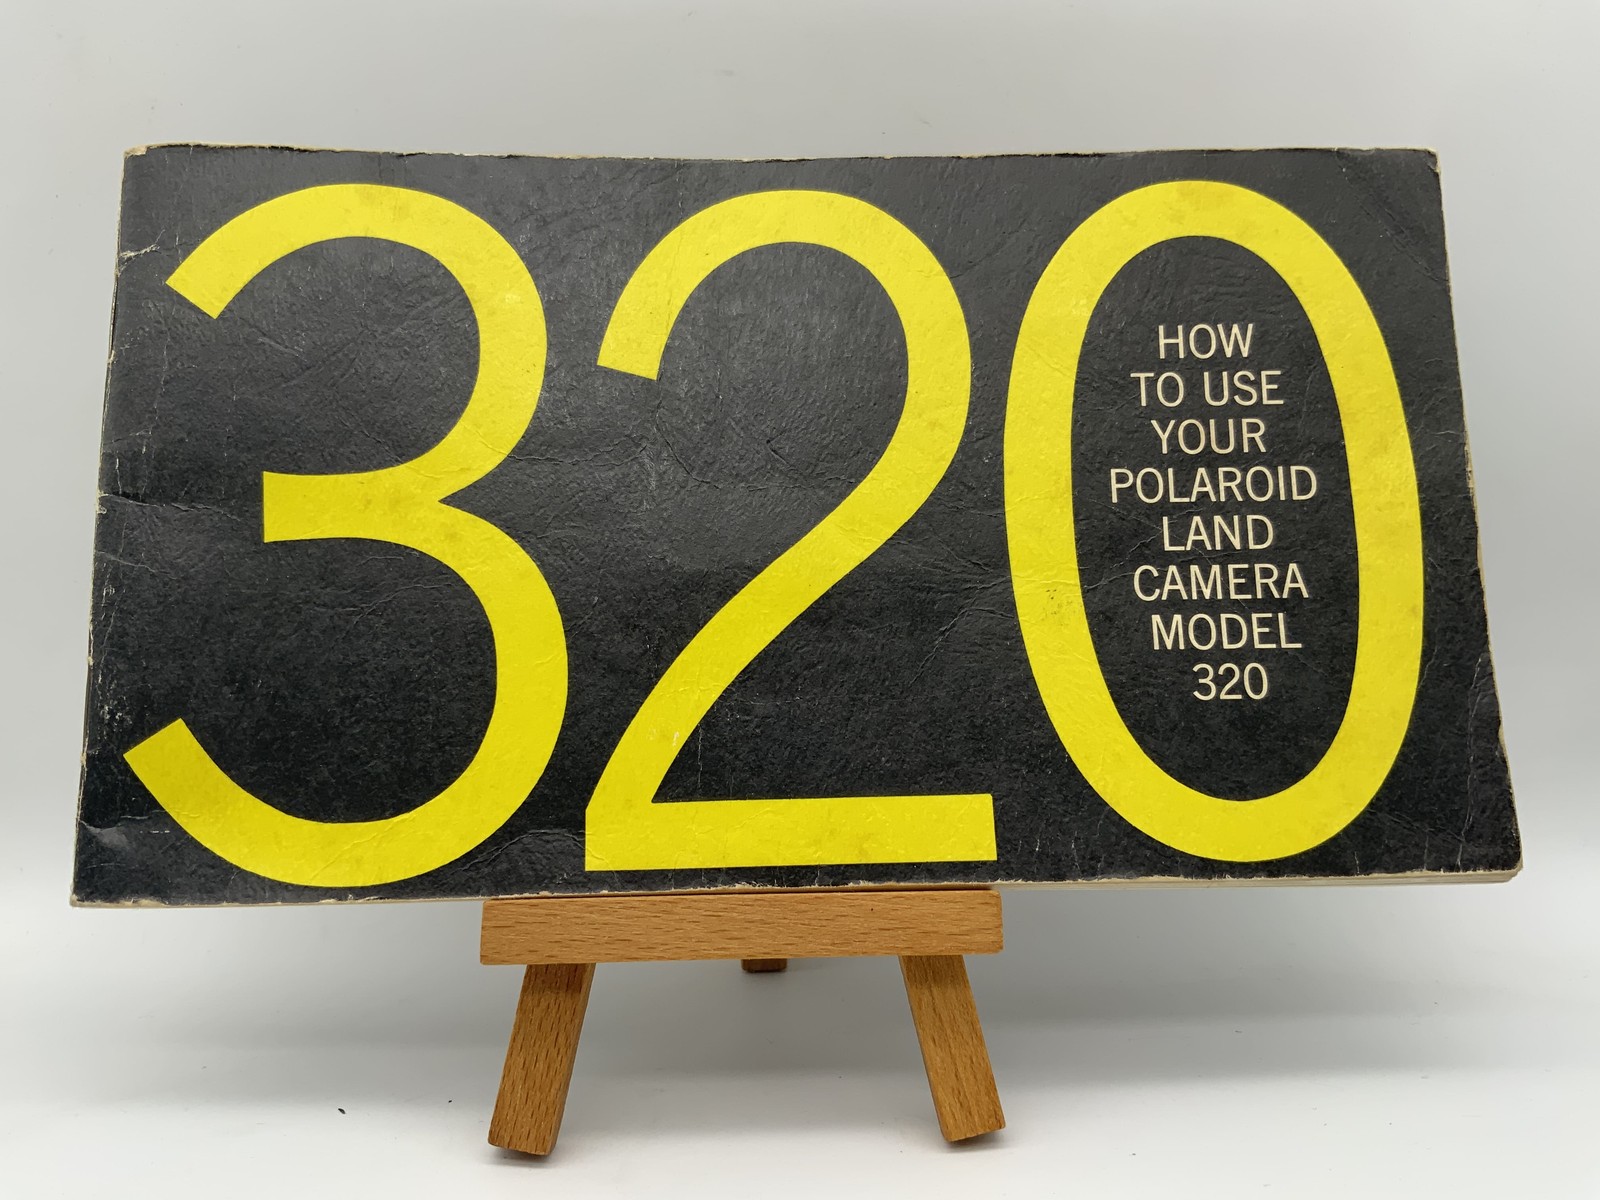 320
HOW
TO USE
YOUR
POLAROID
LAND
CAMERA
MODEL
320